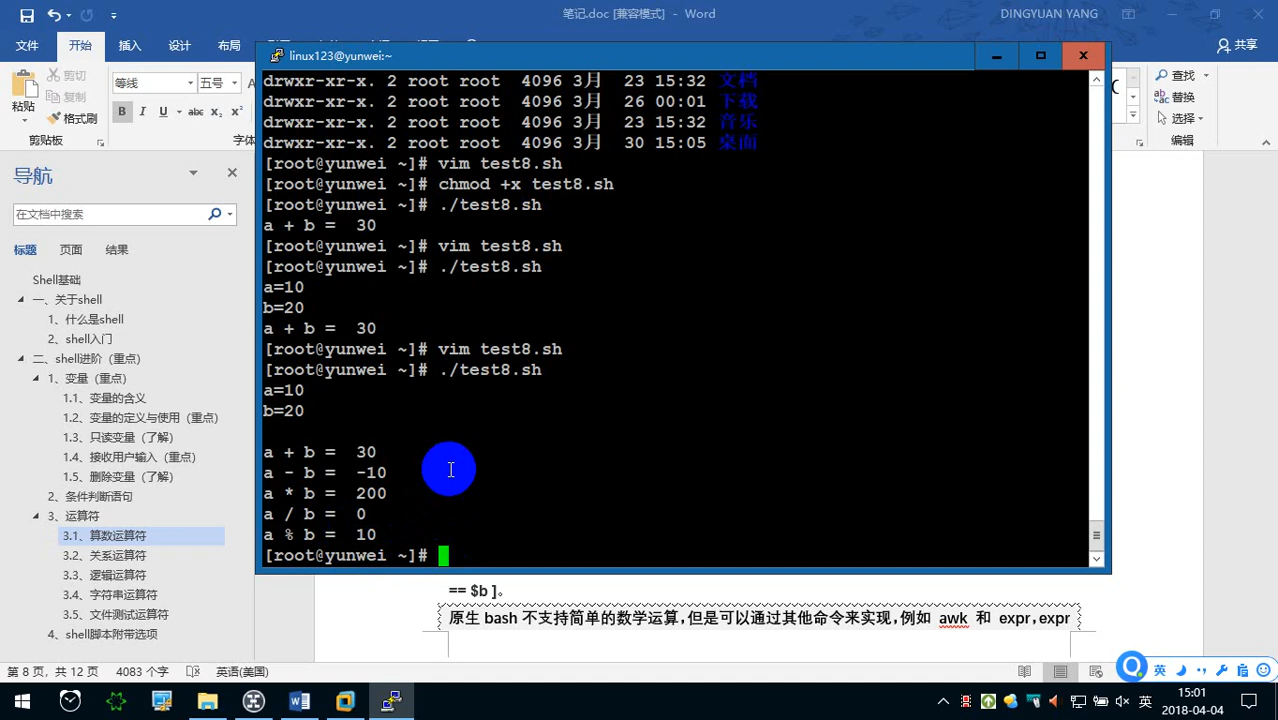 笔记.doc [兼容模式] - Word
DINGYUAN YANG
文件
开始
插入
设计
布局
共享
粘贴
剪切
复制
格式刷
剪贴板
等线
五号
B I U abc x₂ x²
字体
查找
替换
选择
编辑
导航
在文档中搜索
标题
页面
结果
Shell基础
一、关于shell
1、什么是shell
2、shell入门
二、shell进阶（重点）
1、变量（重点）
1.1、变量的含义
1.2、变量的定义与使用（重点）
1.3、只读变量（了解）
1.4、接收用户输入（重点）
1.5、删除变量（了解）
2、条件判断语句
3、运算符
3.1、算数运算符
3.2、关系运算符
3.3、逻辑运算符
3.4、字符串运算符
3.5、文件测试运算符
4、shell脚本附带选项
linux123@yunwei:~
drwxr-xr-x. 2 root root 4096 3月 23 15:32 文档
drwxr-xr-x. 2 root root 4096 3月 26 00:01 下载
drwxr-xr-x. 2 root root 4096 3月 23 15:32 音乐
drwxr-xr-x. 2 root root 4096 3月 30 15:05 桌面
[root@yunwei ~]# vim test8.sh
[root@yunwei ~]# chmod +x test8.sh
[root@yunwei ~]# ./test8.sh
a + b = 30
[root@yunwei ~]# vim test8.sh
[root@yunwei ~]# ./test8.sh
a=10
b=20
a + b = 30
[root@yunwei ~]# vim test8.sh
[root@yunwei ~]# ./test8.sh
a=10
b=20
a + b = 30
a - b = -10
a * b = 200
a / b = 0
a % b = 10
[root@yunwei ~]#
== $b ]。
原生 bash 不支持简单的数学运算，但是可以通过其他命令来实现，例如 awk 和 expr，expr
第 8 页，共 12 页
4083 个字
英语(美国)
英
英
15:01
2018-04-04